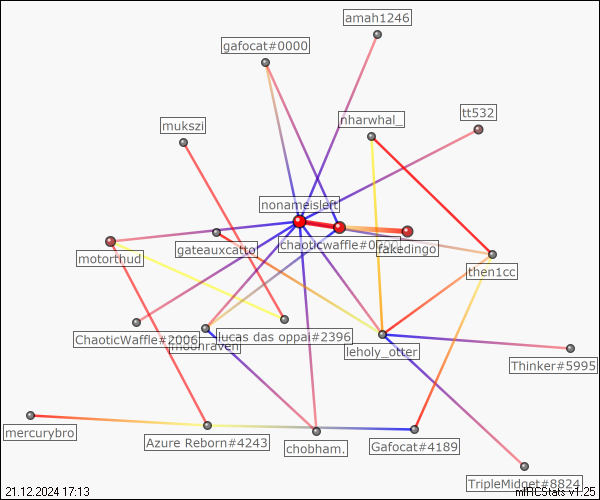 amah1246
gafocat#0000
tt532
nharwhal_
mukszi
nonameisleft
chaoticwaffle#0
fakedingo
gateauxcatto
motorthud
then1cc
ChaoticWaffle#2006
lucas das oppai#2396
moonraven
leholy_otter
Thinker#5995
mercurybro
Azure Reborn#4243
chobham.
Gafocat#4189
TripleMidget#8824
21.12.2024 17:13
mIRCStats v1.25